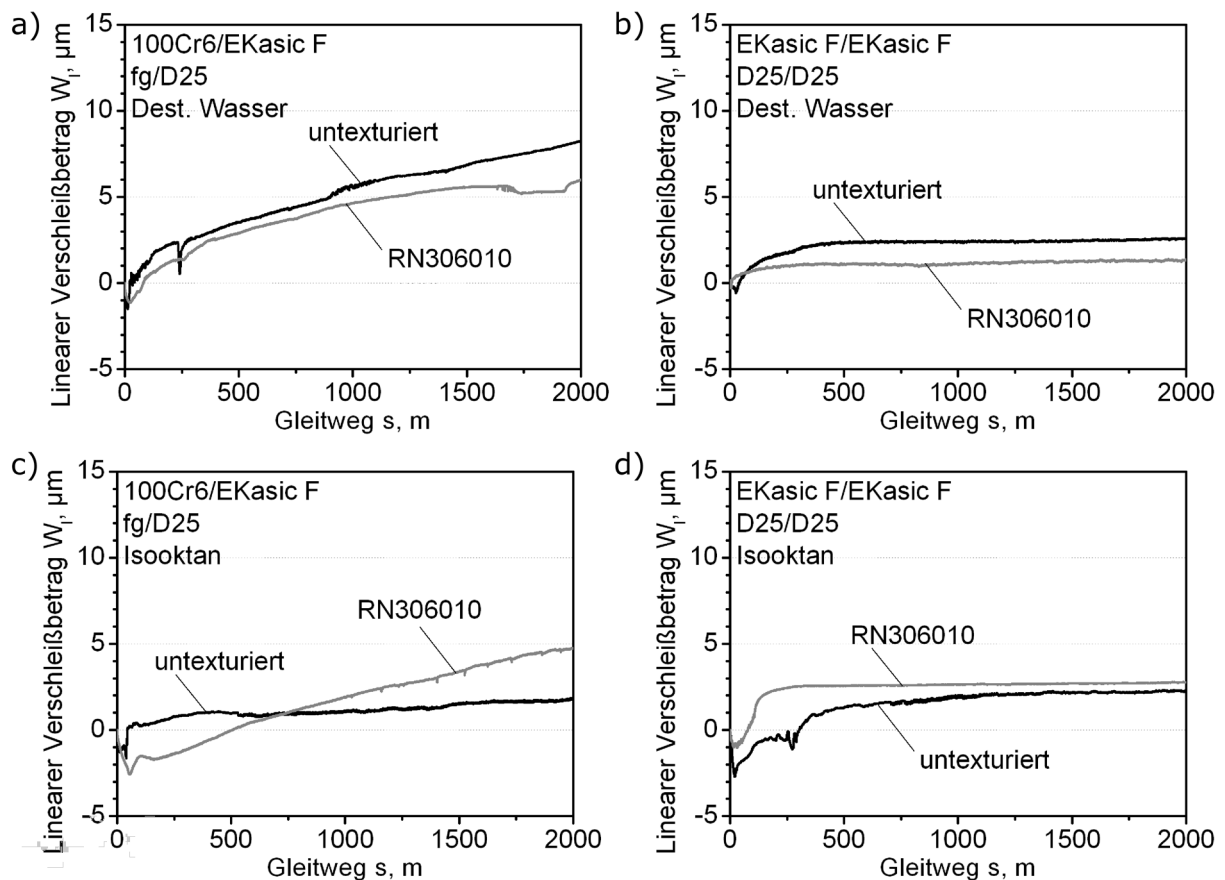 a)
Linearer Verschleißbetrag Wl, µm
15
10
5
0
-5
100Cr6/EKasic F
fg/D25
Dest. Wasser
untexturiert
RN306010
0
500
1000
1500
2000
Gleitweg s, m
b)
Linearer Verschleißbetrag Wl, µm
15
10
5
0
-5
EKasic F/EKasic F
D25/D25
Dest. Wasser
untexturiert
RN306010
0
500
1000
1500
2000
Gleitweg s, m
c)
Linearer Verschleißbetrag Wl, µm
15
10
5
0
-5
100Cr6/EKasic F
fg/D25
Isooktan
RN306010
untexturiert
0
500
1000
1500
2000
Gleitweg s, m
d)
Linearer Verschleißbetrag Wl, µm
15
10
5
0
-5
EKasic F/EKasic F
D25/D25
Isooktan
RN306010
untexturiert
0
500
1000
1500
2000
Gleitweg s, m